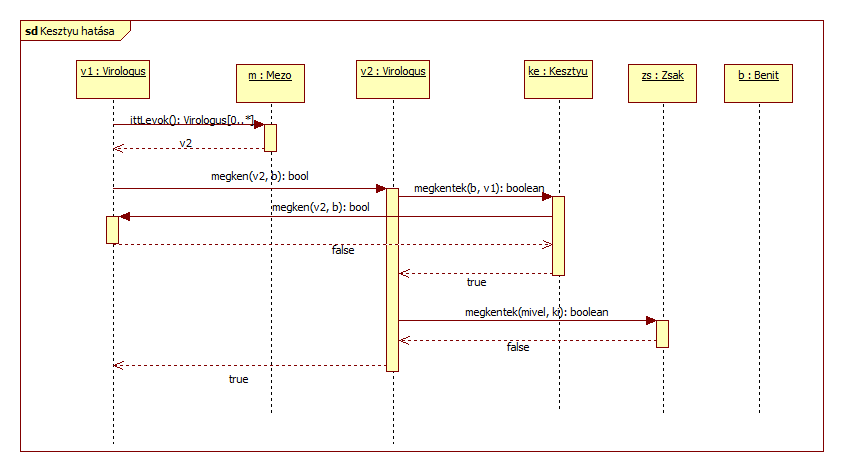 sd Kesztyu hatása
v1 : Virologus
m : Mezo
v2 : Virologus
ke : Kesztyu
zs : Zsak
b : Benit
ittLevok(): Virologus[0..*]
v2
megken(v2, b): bool
megkentek(b, v1): boolean
megken(v2, b): bool
false
true
megkentek(mivel, ki): boolean
false
true